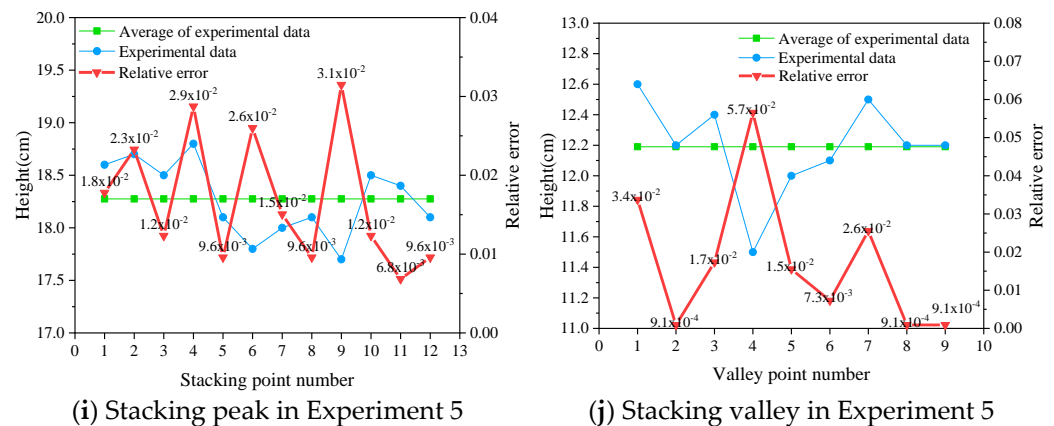 20.0
19.5
19.0
18.5
18.0
17.5
17.0
Height(cm)
0.04
0.03
0.02
0.01
0.00
Relative error
Average of experimental data
Experimental data
Relative error
1.8x10⁻²
2.3x10⁻²
1.2x10⁻²
2.9x10⁻²
9.6x10⁻³
2.6x10⁻²
1.5x10⁻²
9.6x10⁻³
3.1x10⁻²
1.2x10⁻²
6.8x10⁻³
9.6x10⁻³
0 1 2 3 4 5 6 7 8 9 10 11 12 13
Stacking point number
(i) Stacking peak in Experiment 5
13.0
12.8
12.6
12.4
12.2
12.0
11.8
11.6
11.4
11.2
11.0
Height(cm)
0.08
0.07
0.06
0.05
0.04
0.03
0.02
0.01
0.00
Relative error
Average of experimental data
Experimental data
Relative error
3.4x10⁻²
9.1x10⁻⁴
1.7x10⁻²
5.7x10⁻²
1.5x10⁻²
7.3x10⁻³
2.6x10⁻²
9.1x10⁻⁴
9.1x10⁻⁴
0 1 2 3 4 5 6 7 8 9 10
Valley point number
(j) Stacking valley in Experiment 5